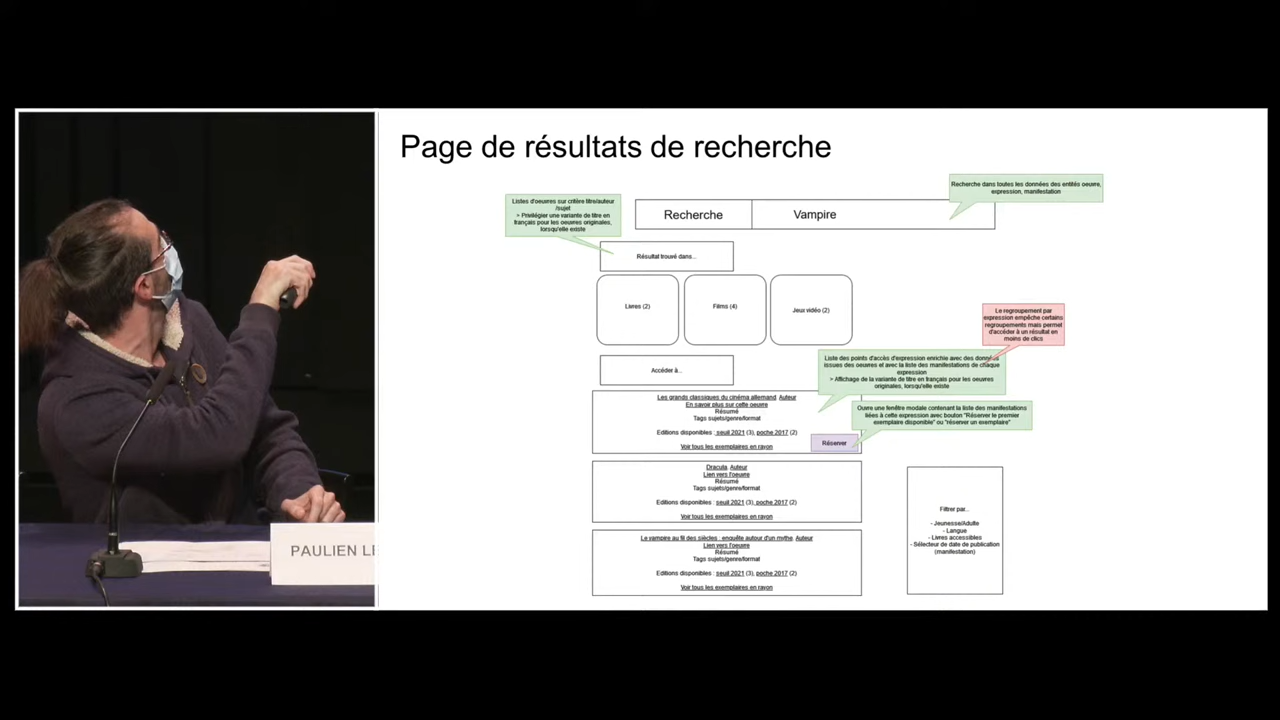 Page de résultats de recherche
Recherche dans toutes les données des entités oeuvre,
expression, manifestation
Listes d'oeuvres sur critère titre/auteur
/sujet
> Privilégier une variante de titre en
français pour les oeuvres originales,
lorsqu'elle existe
Recherche
Vampire
Résultat trouvé dans...
Livres (2)
Films (4)
Jeux vidéo (2)
Le regroupement par
expression empêche certains
regroupements mais permet
d'accéder à un résultat en
moins de clics
Accéder à...
Liste des points d'accès d'expression enrichie avec des données
issues des oeuvres et avec la liste des manifestations de chaque
expression
> Affichage de la variante de titre en français pour les oeuvres
originales, lorsqu'elle existe
Les grands classiques du cinéma allemand, Auteur
En savoir plus sur cette oeuvre
Résumé
Tags sujets/genre/format
Editions disponibles : seuil 2021 (3), poche 2017 (2)
Voir tous les exemplaires en rayon
Réserver
Ouvre une fenêtre modale contenant la liste des manifestations
liées à cette expression avec bouton "Réserver le premier
exemplaire disponible" ou "réserver un exemplaire"
Dracula, Auteur
Lien vers l'oeuvre
Résumé
Tags sujets/genre/format
Editions disponibles : seuil 2021 (3), poche 2017 (2)
Voir tous les exemplaires en rayon
Le vampire au fil des siècles : enquête autour d'un mythe, Auteur
Lien vers l'oeuvre
Résumé
Tags sujets/genre/format
Editions disponibles : seuil 2021 (3), poche 2017 (2)
Voir tous les exemplaires en rayon
Filtrer par...
- Jeunesse/Adulte
- Langue
- Livres accessibles
- Sélecteur de date de publication
(manifestation)
PAULIEN LE